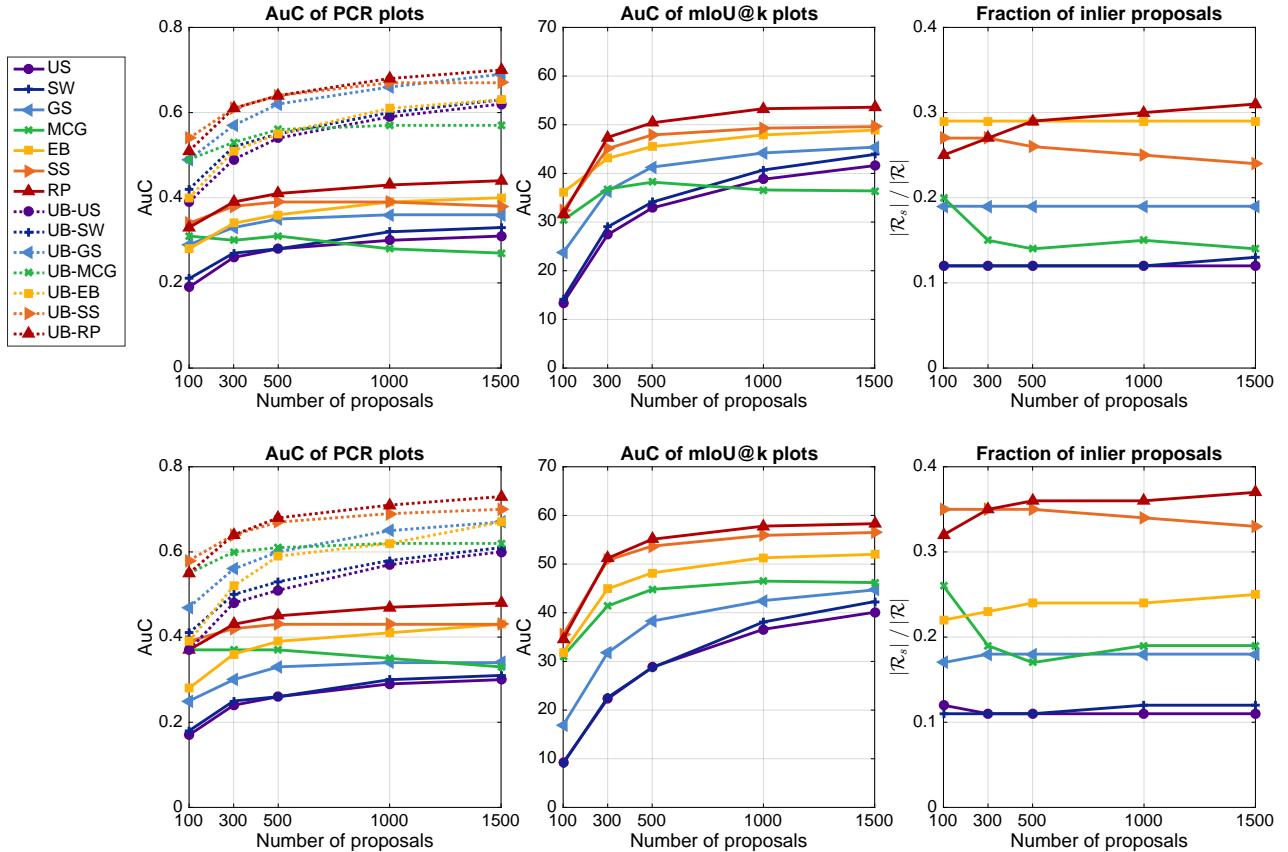 AuC of PCR plots
AuC of mIoU@k plots
Fraction of inlier proposals
US
SW
GS
MCG
EB
SS
RP
UB-US
UB-SW
UB-GS
UB-MCG
UB-EB
UB-SS
UB-RP
AuC
0.8
0.6
0.4
0.2
0
100 300 500 1000 1500
Number of proposals
AuC
70
60
50
40
30
20
10
0
100 300 500 1000 1500
Number of proposals
|R_s| / |R|
0.4
0.3
0.2
0.1
0
100 300 500 1000 1500
Number of proposals
AuC of PCR plots
AuC of mIoU@k plots
Fraction of inlier proposals
AuC
0.8
0.6
0.4
0.2
0
100 300 500 1000 1500
Number of proposals
AuC
70
60
50
40
30
20
10
0
100 300 500 1000 1500
Number of proposals
|R_s| / |R|
0.4
0.3
0.2
0.1
0
100 300 500 1000 1500
Number of proposals